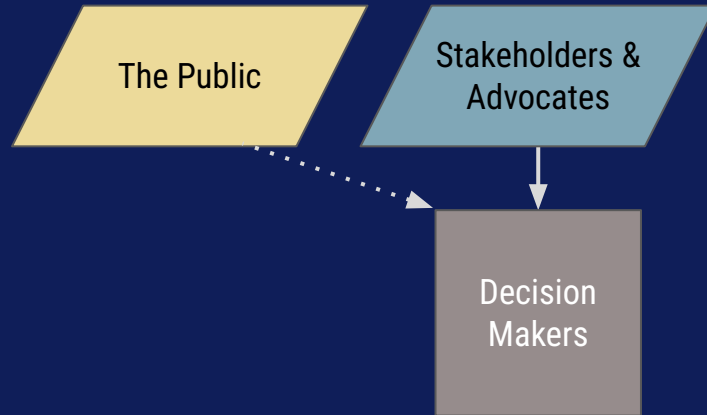 The Public
Stakeholders &
Advocates
Decision
Makers